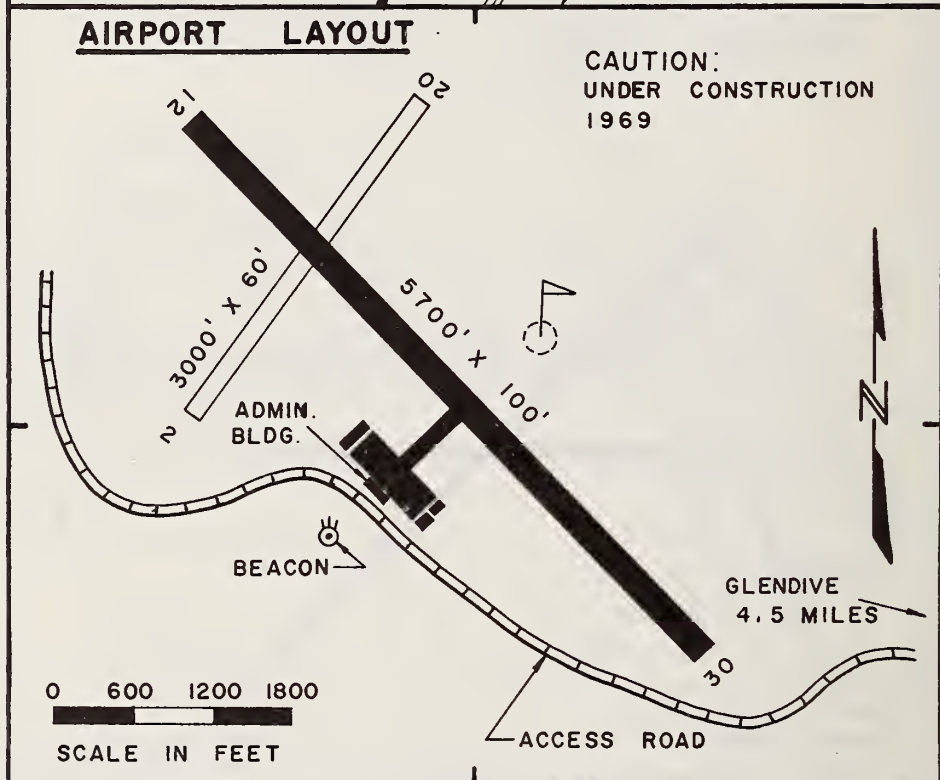 AIRPORT LAYOUT
CAUTION:
UNDER CONSTRUCTION
1969
12
20
3000' X 60'
5700' X 100'
2
ADMIN.
BLDG.
N
BEACON
GLENDIVE
4.5 MILES
30
0 600 1200 1800
SCALE IN FEET
ACCESS ROAD